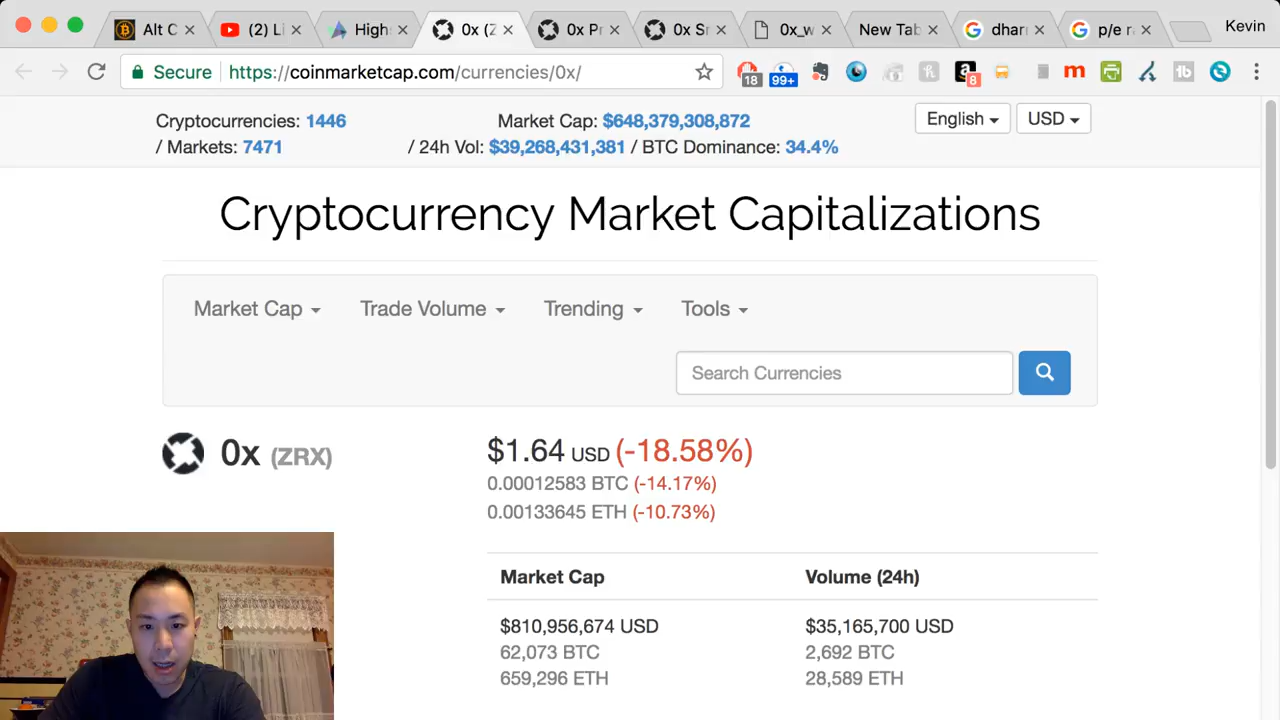 Alt C
(2) Li
High
0x (Z
0x Pr
0x Sr
0x_w
New Tab
dharr
p/e ra
Kevin
Secure https://coinmarketcap.com/currencies/0x/
18
99+
8
m
tb
Cryptocurrencies: 1446
/ Markets: 7471
Market Cap: $648,379,308,872
/ 24h Vol: $39,268,431,381 / BTC Dominance: 34.4%
English
USD
Cryptocurrency Market Capitalizations
Market Cap
Trade Volume
Trending
Tools
Search Currencies
0x (ZRX)
$1.64 USD (-18.58%)
0.00012583 BTC (-14.17%)
0.00133645 ETH (-10.73%)
Market Cap
Volume (24h)
$810,956,674 USD
$35,165,700 USD
62,073 BTC
2,692 BTC
659,296 ETH
28,589 ETH